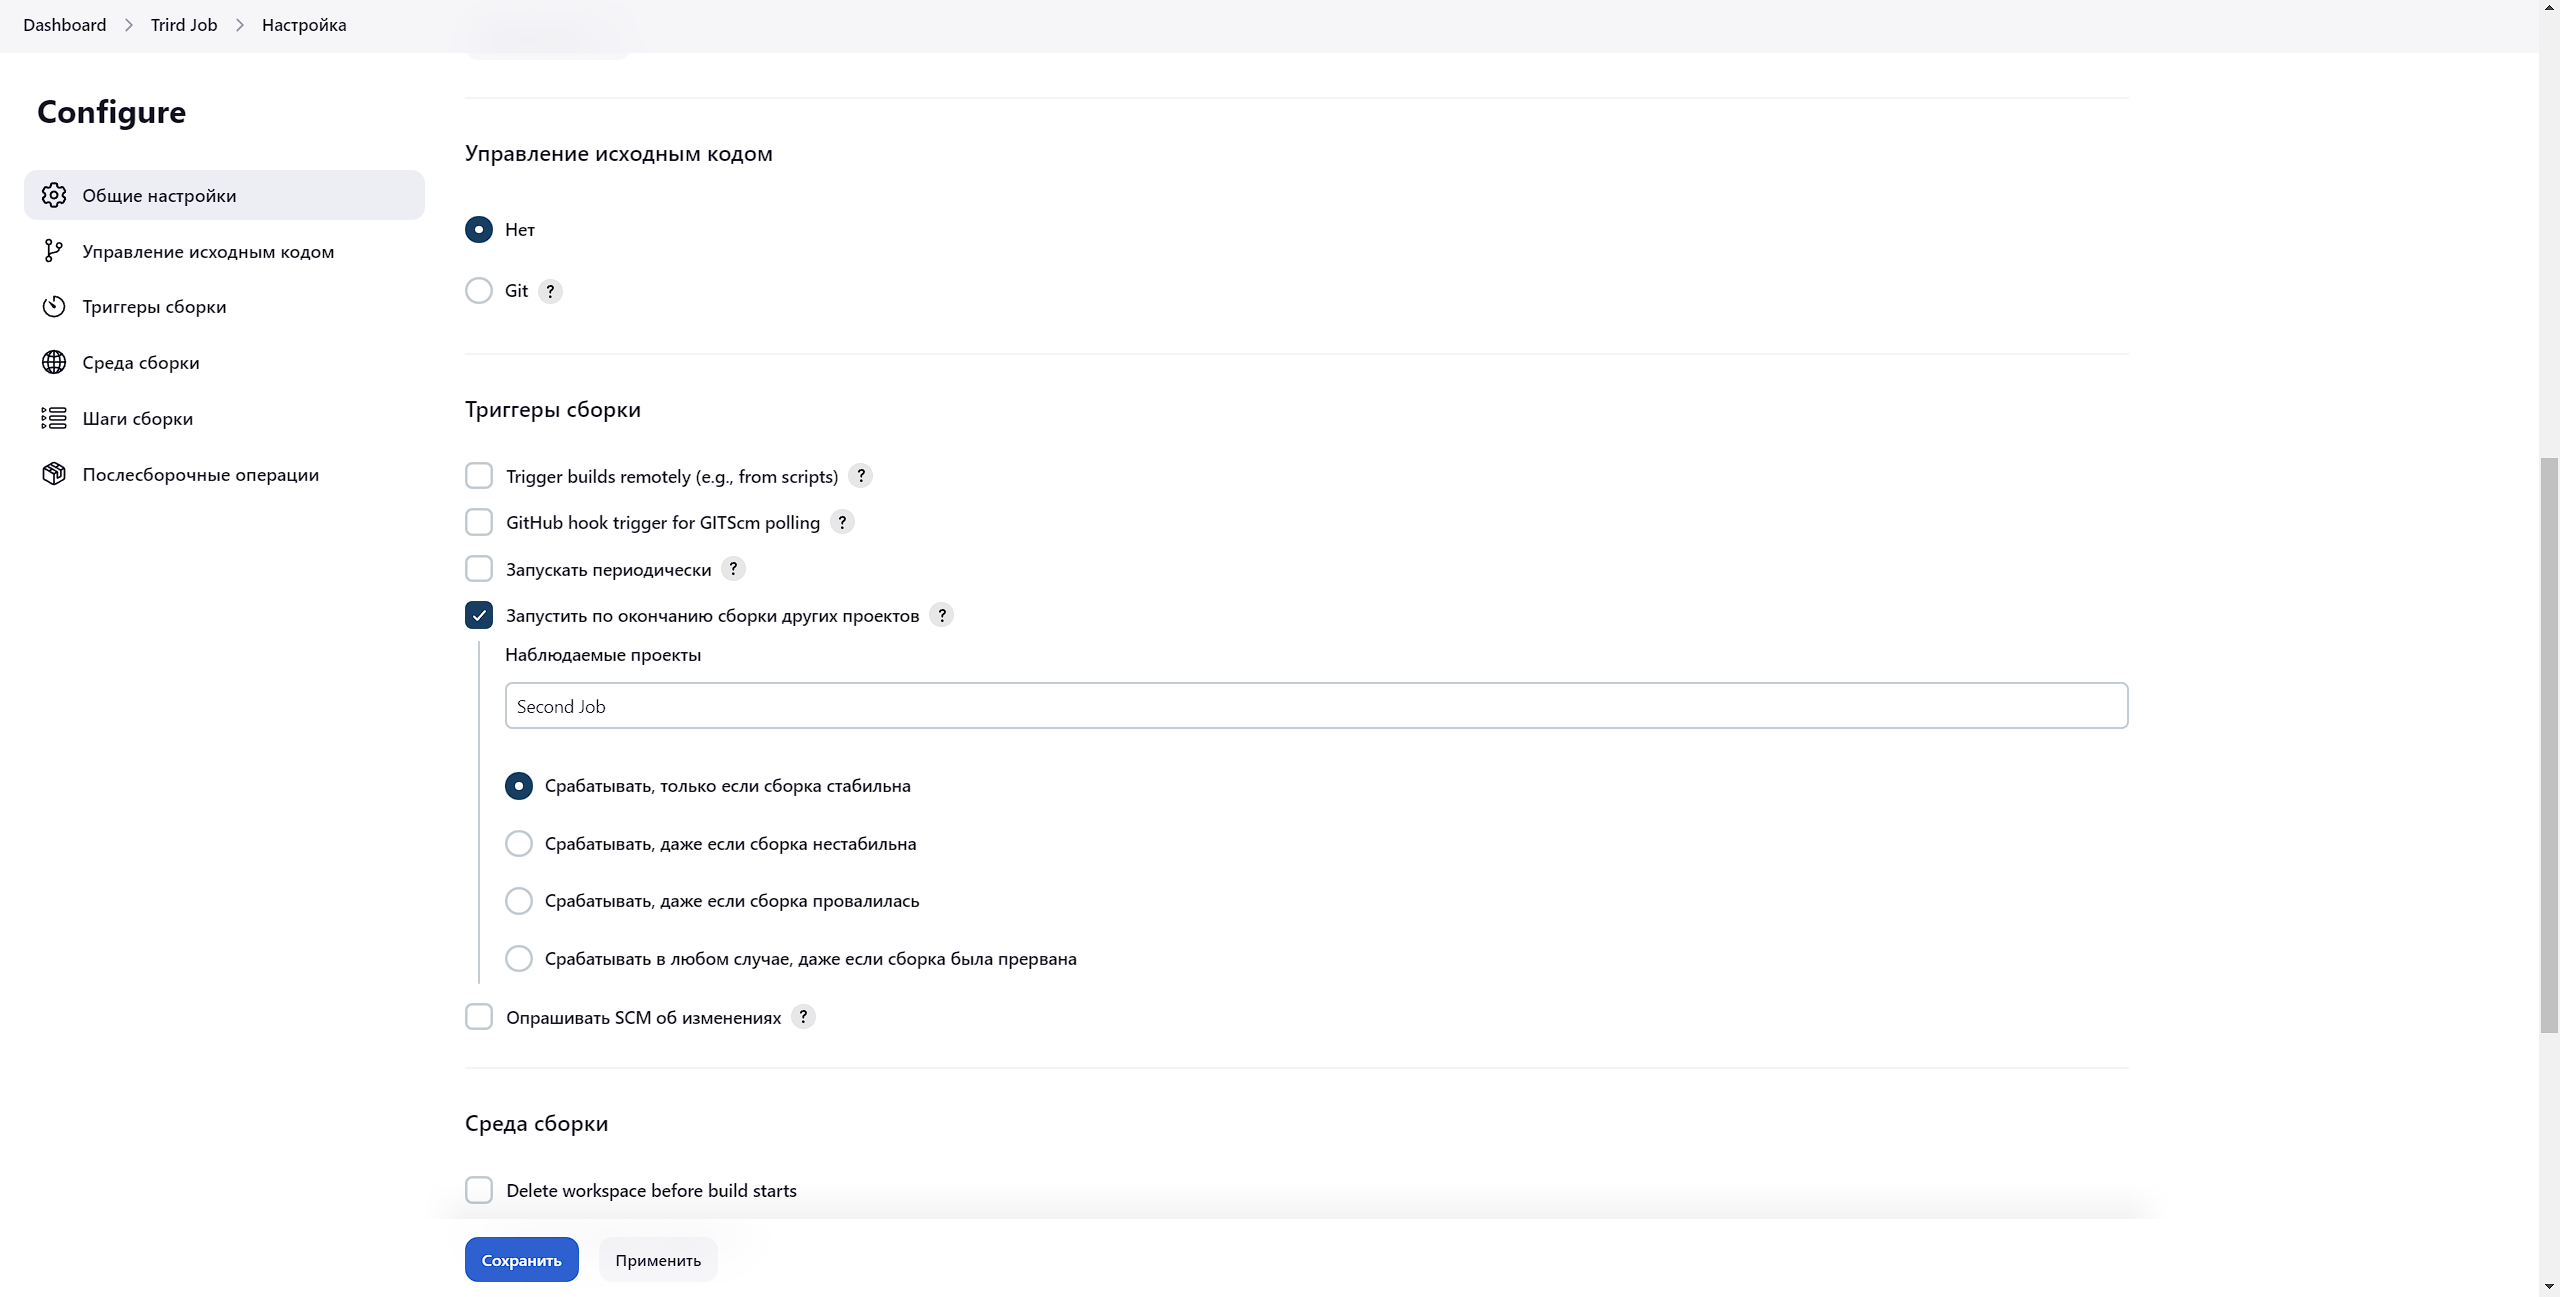 Dashboard > Trird Job > Настройка
Configure
Общие настройки
Управление исходным кодом
Триггеры сборки
Среда сборки
Шаги сборки
Послесборочные операции
Управление исходным кодом
Нет
Git ?
Триггеры сборки
Trigger builds remotely (e.g., from scripts) ?
GitHub hook trigger for GITScm polling ?
Запускать периодически ?
Запустить по окончанию сборки других проектов ?
Наблюдаемые проекты
Second Job
Срабатывать, только если сборка стабильна
Срабатывать, даже если сборка нестабильна
Срабатывать, даже если сборка провалилась
Срабатывать в любом случае, даже если сборка была прервана
Опрашивать SCM об изменениях ?
Среда сборки
Delete workspace before build starts
Сохранить
Применить